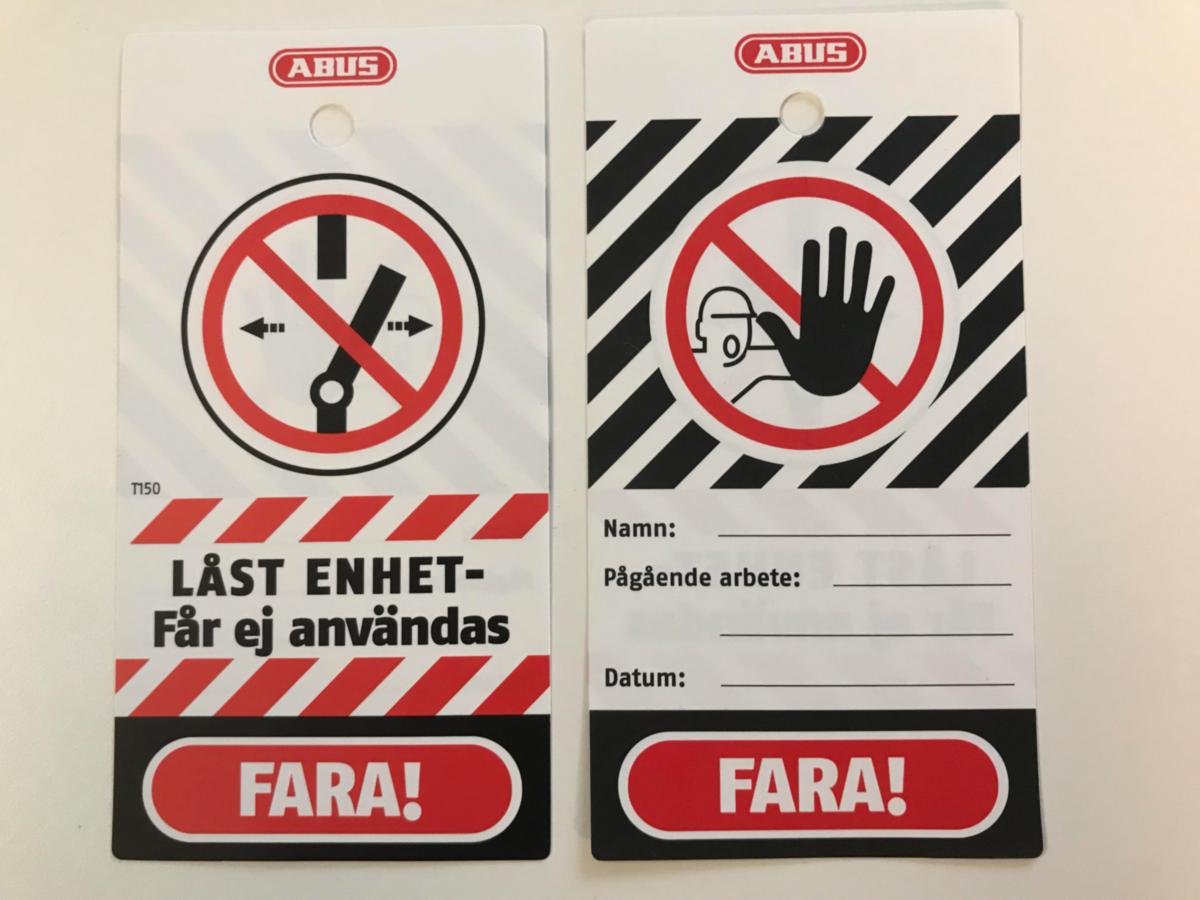 ABUS
T150
LÅST ENHET-
Får ej användas
FARA!
ABUS
Namn:
Pågående arbete:
Datum:
FARA!